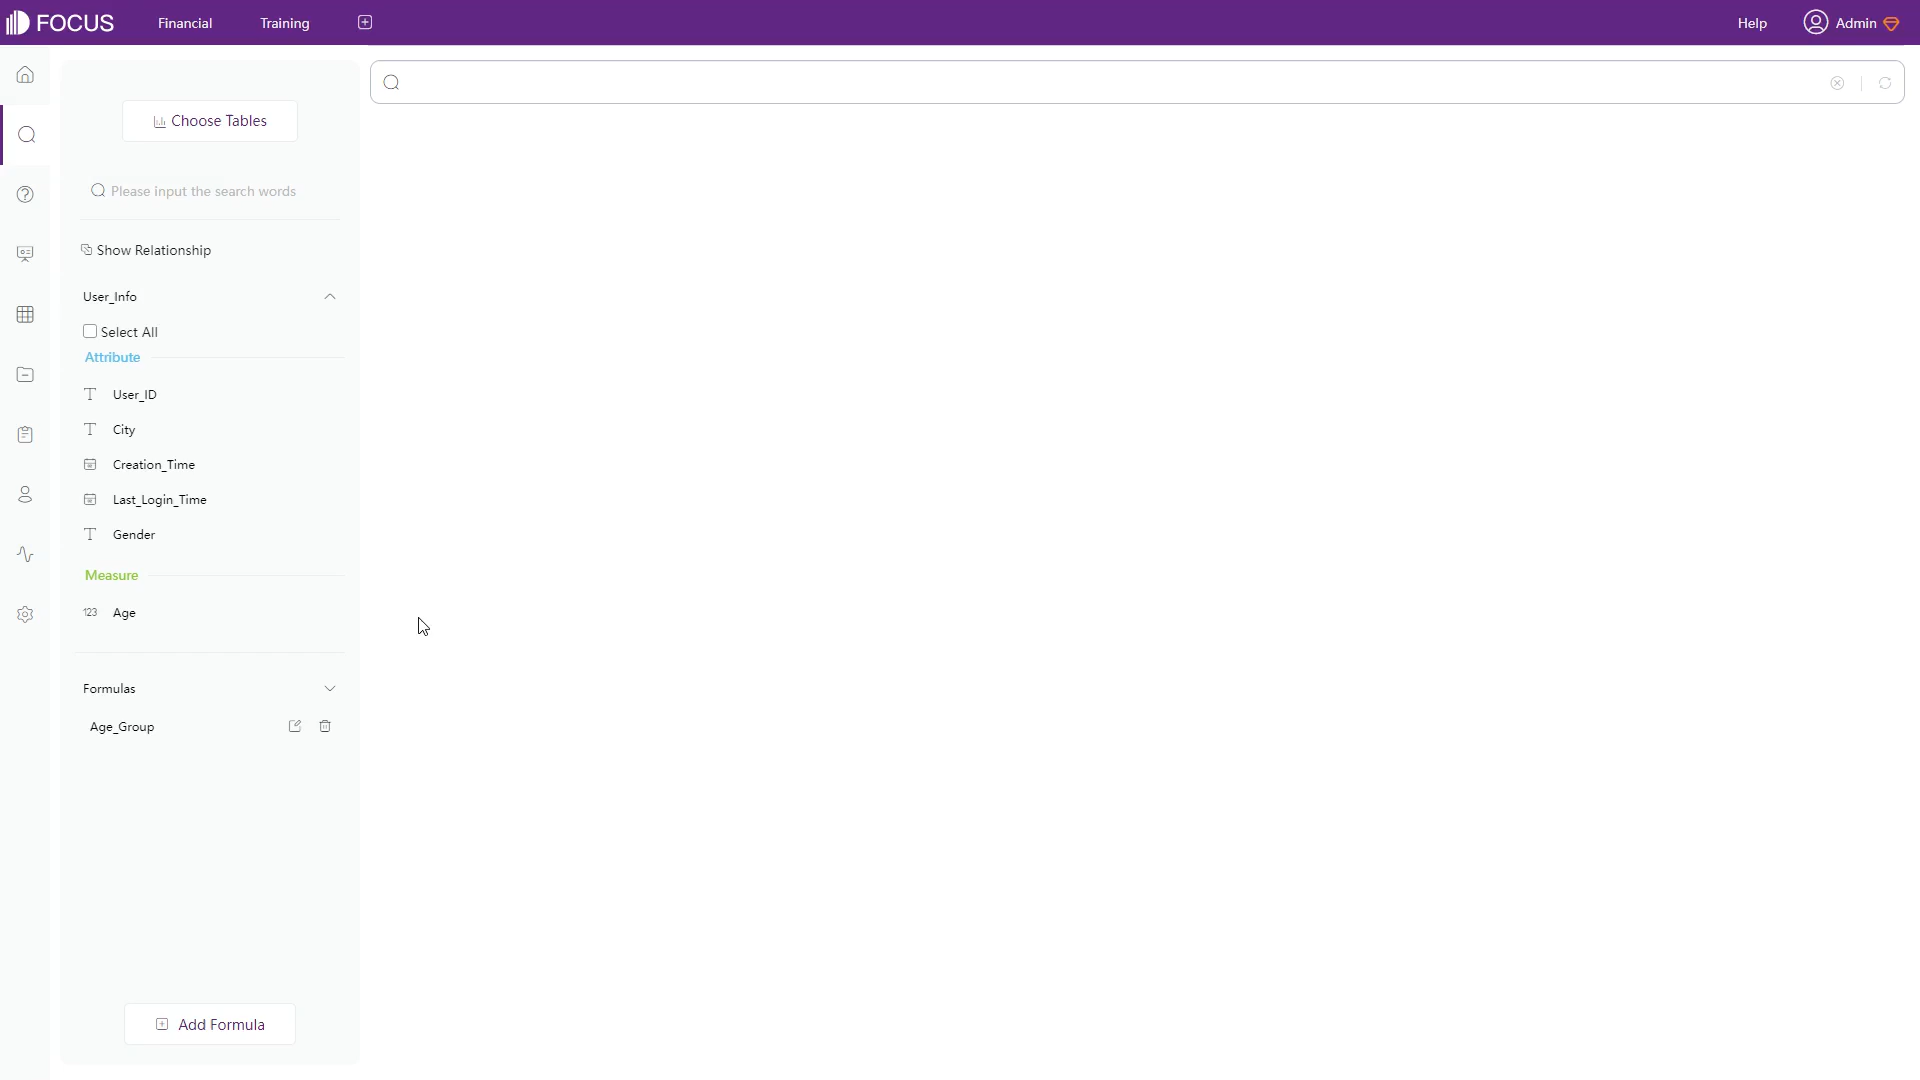 FOCUS
Financial
Training
Help
Admin
Choose Tables
Please input the search words
Show Relationship
User_Info
Select All
Attribute
User_ID
City
Creation_Time
Last_Login_Time
Gender
Measure
123 Age
Formulas
Age_Group
Add Formula